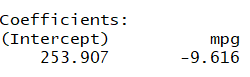 Coefficients:
(Intercept) mpg
253.907 -9.616